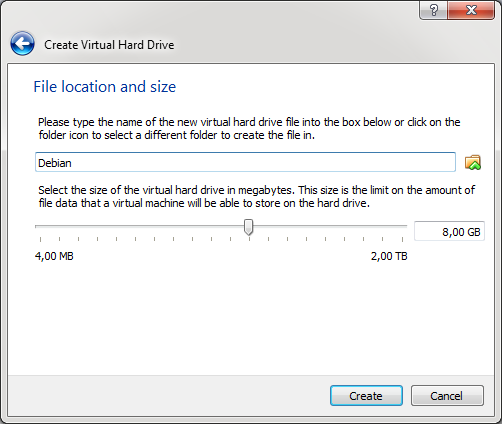 Create Virtual Hard Drive
File location and size
Please type the name of the new virtual hard drive file into the box below or click on the
folder icon to select a different folder to create the file in.
Debian
Select the size of the virtual hard drive in megabytes. This size is the limit on the amount of
file data that a virtual machine will be able to store on the hard drive.
8,00 GB
4,00 MB
2,00 TB
Create
Cancel